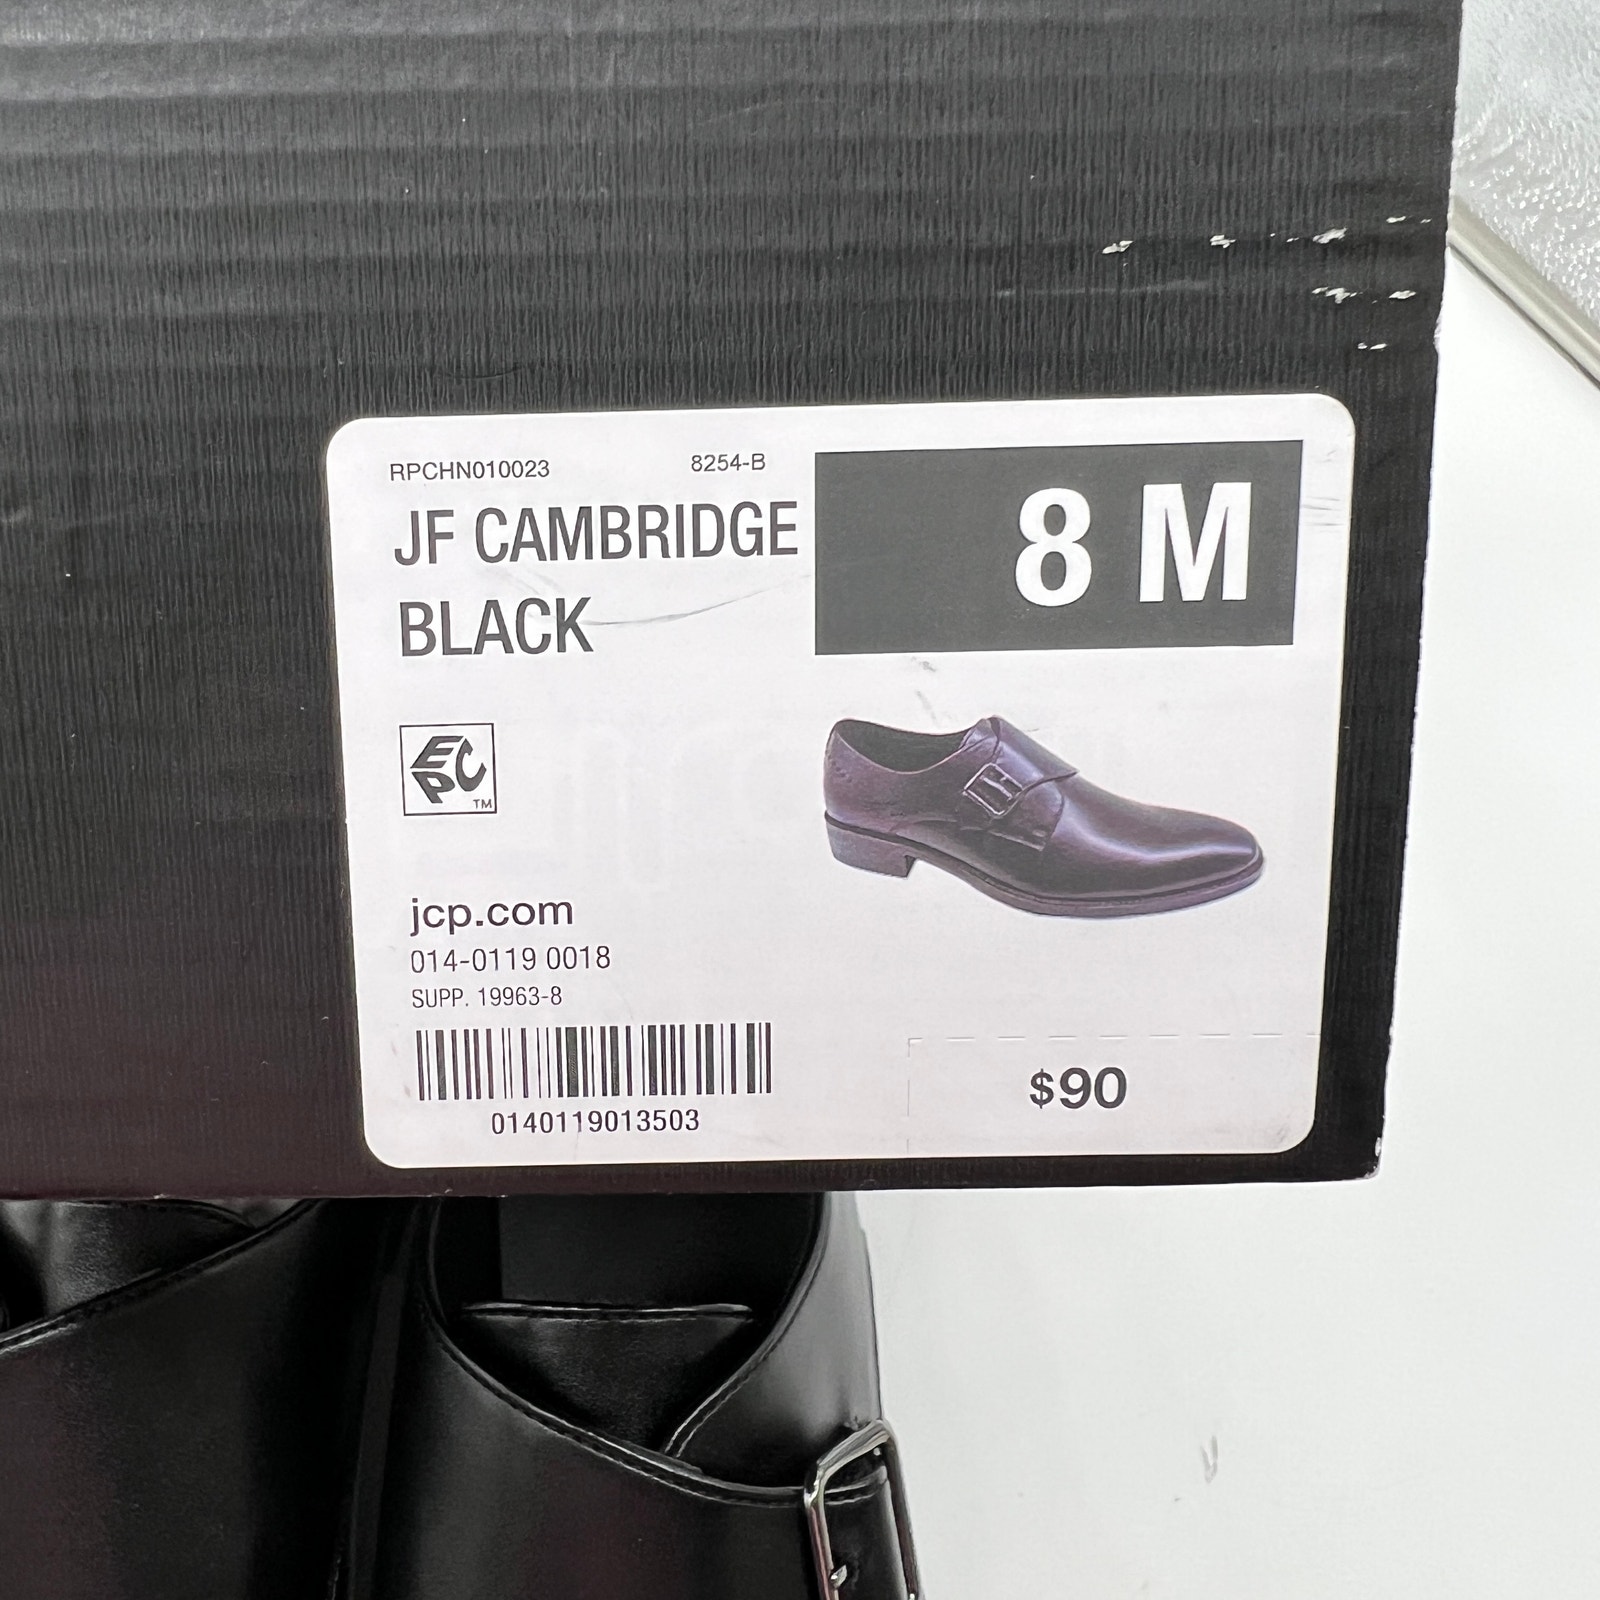 RPCHN010023 8254-B
JF CAMBRIDGE
BLACK
8 M
EPC
TM
jcp.com
014-0119 0018
SUPP. 19963-8
0140119013503
$90